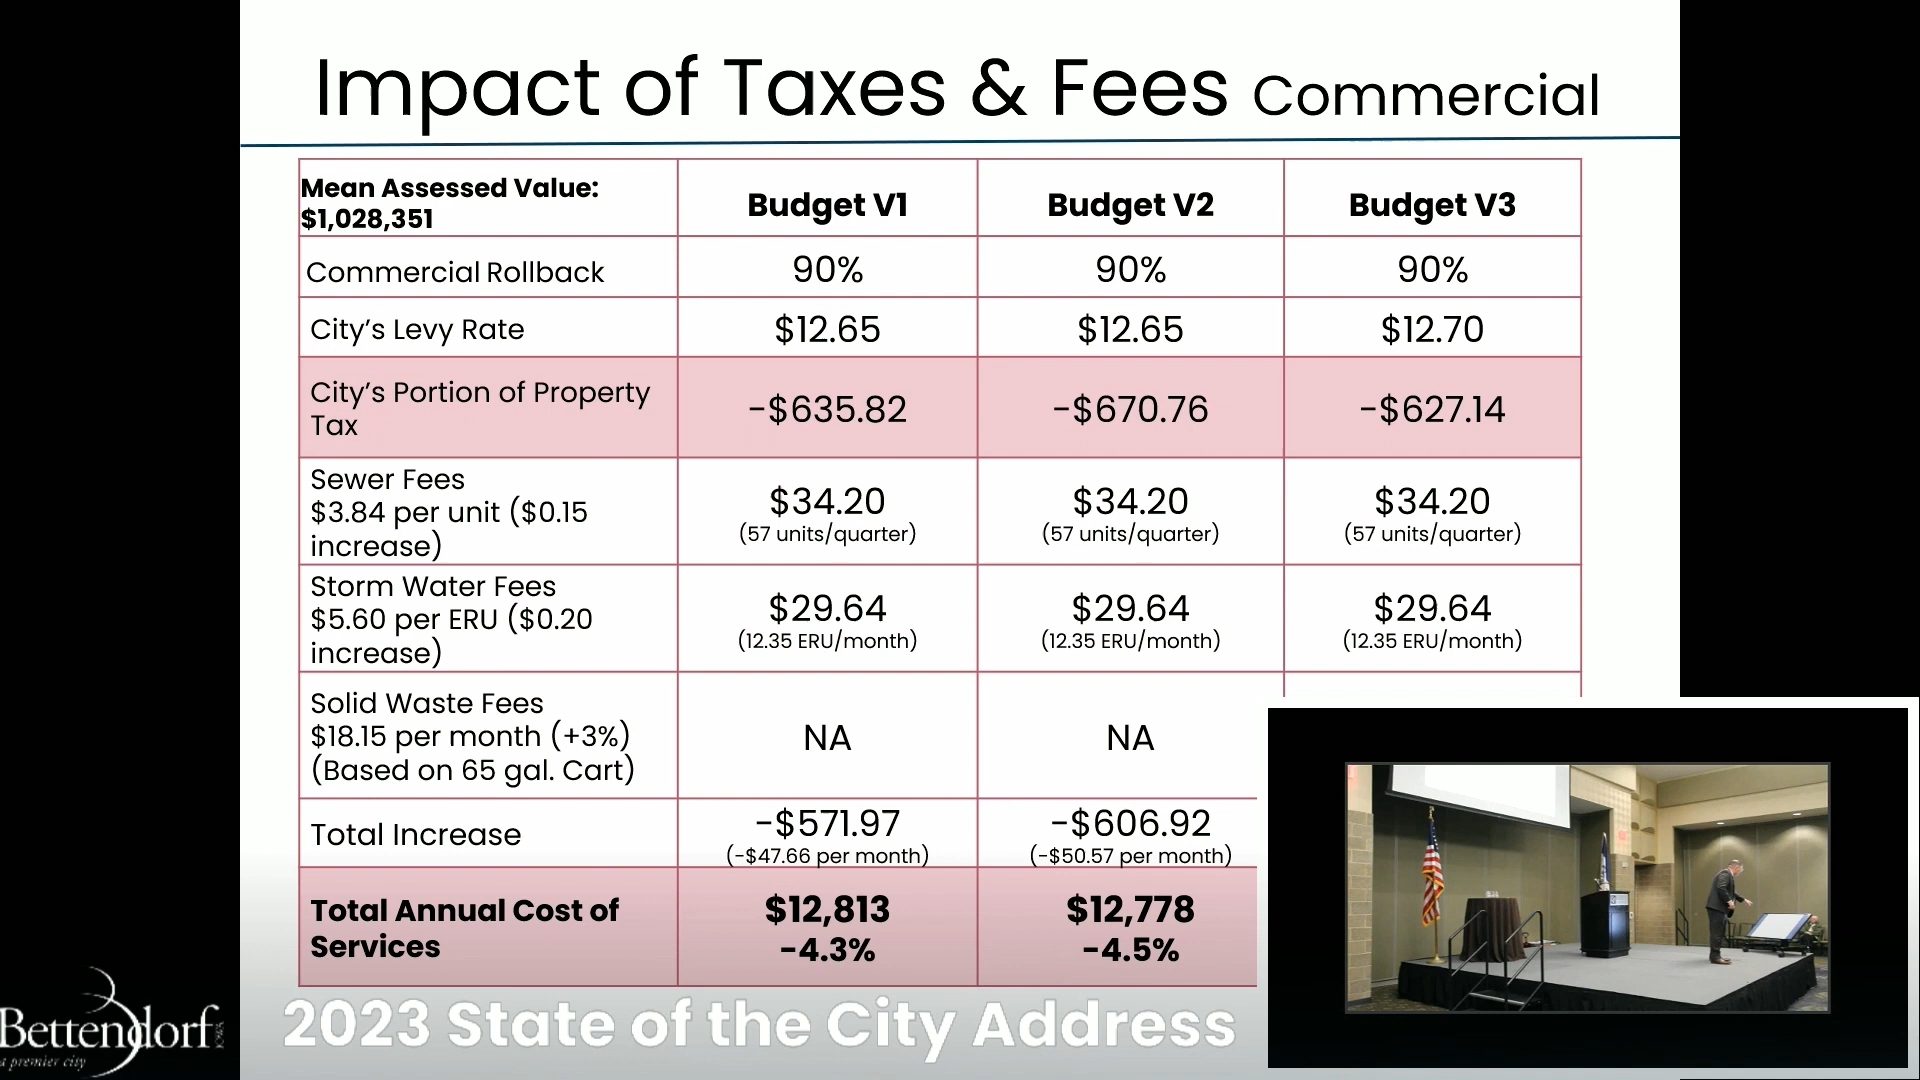 Impact of Taxes & Fees Commercial
Mean Assessed Value:
$1,028,351
Budget V1
Budget V2
Budget V3
Commercial Rollback
90%
90%
90%
City's Levy Rate
$12.65
$12.65
$12.70
City's Portion of Property
Tax
-$635.82
-$670.76
-$627.14
Sewer Fees
$3.84 per unit ($0.15
increase)
$34.20
(57 units/quarter)
$34.20
(57 units/quarter)
$34.20
(57 units/quarter)
Storm Water Fees
$5.60 per ERU ($0.20
increase)
$29.64
(12.35 ERU/month)
$29.64
(12.35 ERU/month)
$29.64
(12.35 ERU/month)
Solid Waste Fees
$18.15 per month (+3%)
(Based on 65 gal. Cart)
NA
NA
Total Increase
-$571.97
(-$47.66 per month)
-$606.92
(-$50.57 per month)
Total Annual Cost of
Services
$12,813
-4.3%
$12,778
-4.5%
Bettendorf
a premier city
2023 State of the City Address